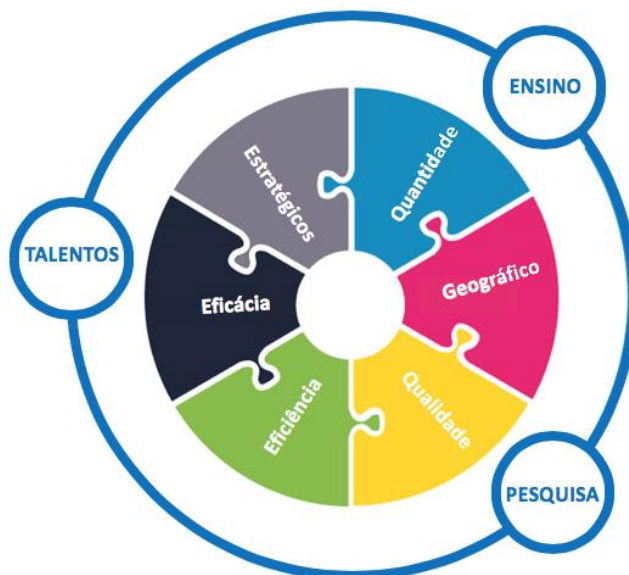 ENSINO
Estratégicos
Quantidade
TALENTOS
Geográfico
Eficácia
Qualidade
Eficiência
PESQUISA